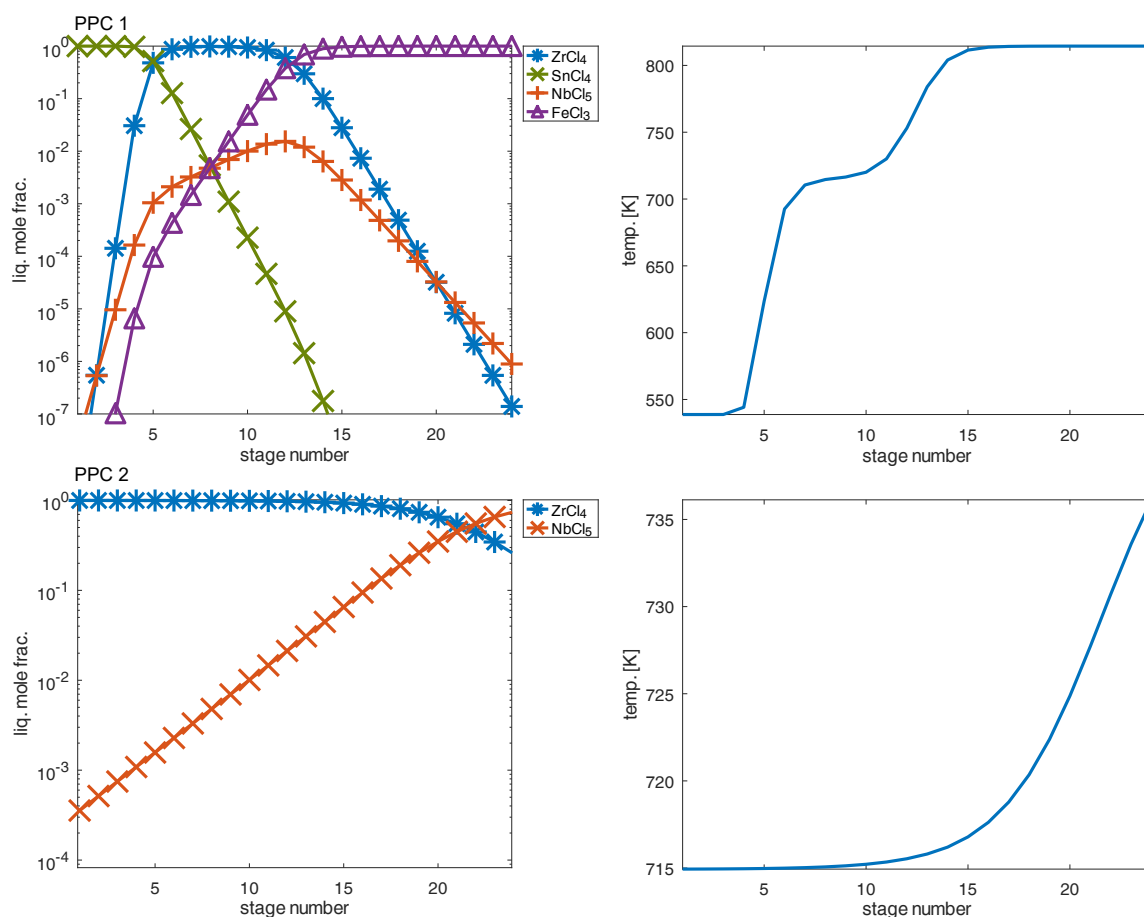 PPC 1
10^0
10^-1
10^-2
10^-3
10^-4
10^-5
10^-6
10^-7
liq. mole frac.
5 10 15 20
stage number
ZrCl₄
SnCl₄
NbCl₅
FeCl₃
800
750
700
650
600
550
temp. [K]
5 10 15 20
stage number
PPC 2
10^0
10^-1
10^-2
10^-3
10^-4
liq. mole frac.
5 10 15 20
stage number
ZrCl₄
NbCl₅
735
730
725
720
715
temp. [K]
5 10 15 20
stage number